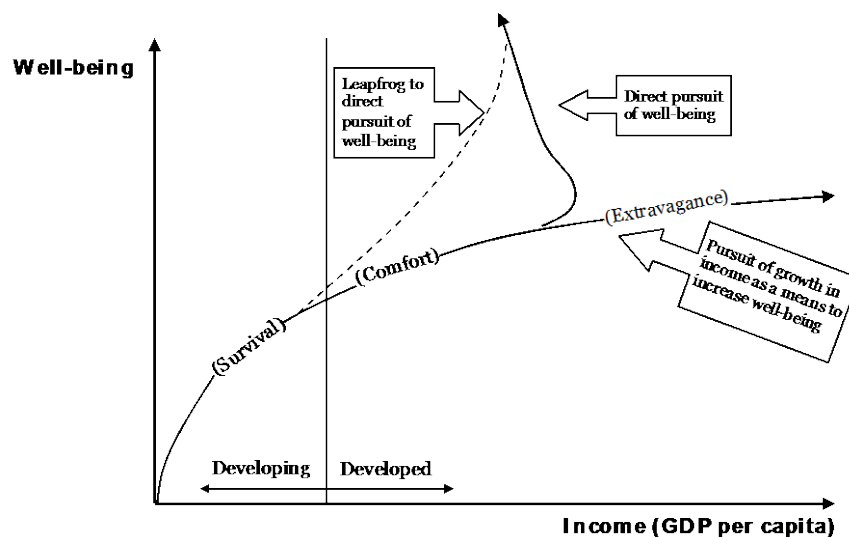 Well-being
Leapfrog to
direct
pursuit of
well-being
Direct pursuit
of well-being
(Extravagance)
Pursuit of growth in
income as a means to
increase well-being
(Comfort)
(Survival)
Developing
Developed
Income (GDP per capita)